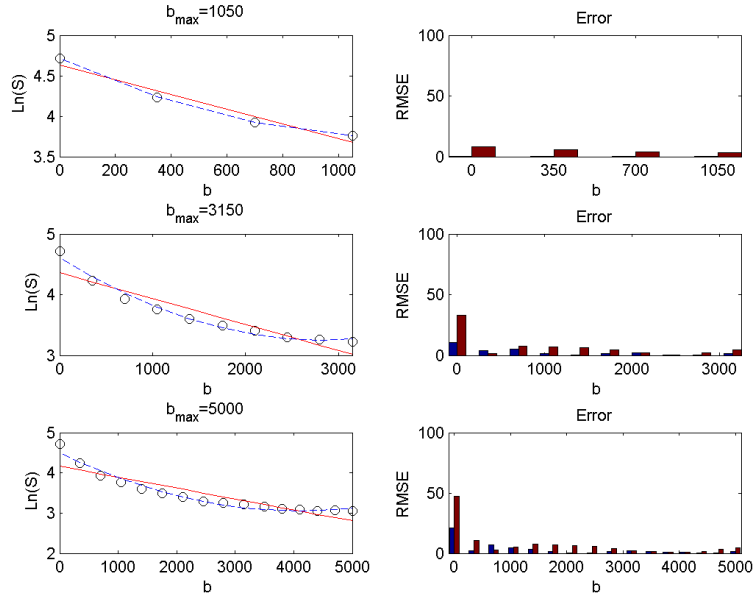 b_max=1050
Error
5
4.5
4
3.5
Ln(S)
0 200 400 600 800 1000
b
100
50
0
RMSE
0 350 700 1050
b
b_max=3150
Error
5
4
3
Ln(S)
0 1000 2000 3000
b
100
50
0
RMSE
0 1000 2000 3000
b
b_max=5000
Error
5
4
3
2
Ln(S)
0 1000 2000 3000 4000 5000
b
100
50
0
RMSE
0 1000 2000 3000 4000 5000
b